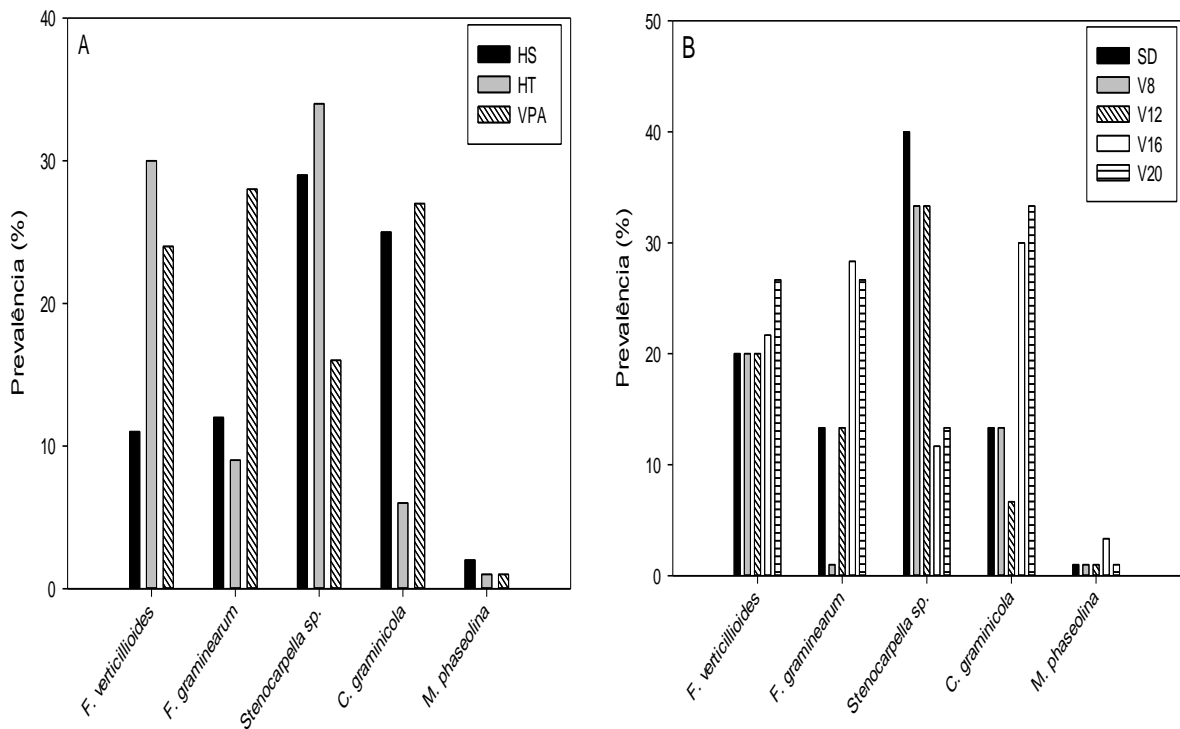 A
HS
HT
VPA
40
30
20
10
0
Prevalência (%)
F. verticillioides
F. graminearum
Stenocarpella sp.
C. graminicola
M. phaseolina
B
SD
V8
V12
V16
V20
50
40
30
20
10
0
Prevalência (%)
F. verticillioides
F. graminearum
Stenocarpella sp.
C. graminicola
M. phaseolina